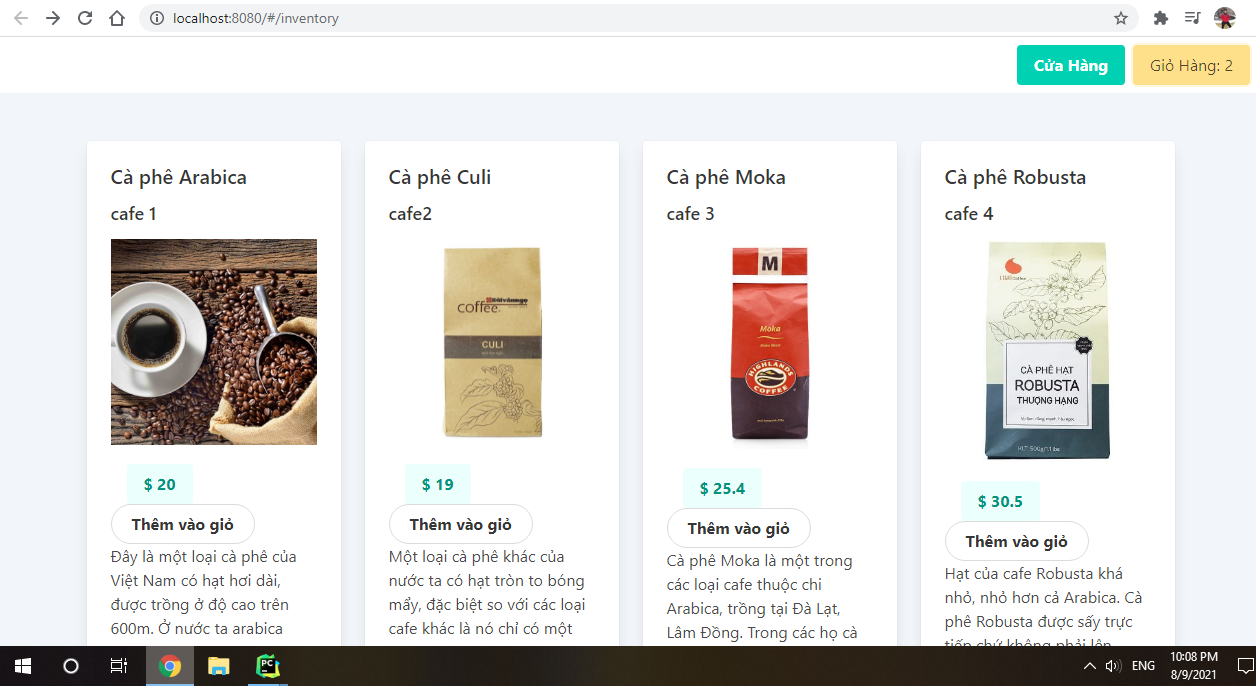 localhost:8080/#/inventory
Cửa Hàng
Giỏ Hàng: 2
Cà phê Arabica
cafe 1
$ 20
Thêm vào giỏ
Đây là một loại cà phê của
Việt Nam có hạt hơi dài,
được trồng ở độ cao trên
600m. Ở nước ta arabica
Cà phê Culi
cafe2
coffee
CULI
$ 19
Thêm vào giỏ
Một loại cà phê khác của
nước ta có hạt tròn to bóng
mẩy, đặc biệt so với các loại
cafe khác là nó chỉ có một
Cà phê Moka
cafe 3
M
Moka
HIGHLANDS
COFFEE
$ 25.4
Thêm vào giỏ
Cà phê Moka là một trong
các loại cafe thuộc chi
Arabica, trồng tại Đà Lạt,
Lâm Đồng. Trong các họ cà
Cà phê Robusta
cafe 4
CÀ PHÊ HẠT
ROBUSTA
THƯỢNG HẠNG
$ 30.5
Thêm vào giỏ
Hạt của cafe Robusta khá
nhỏ, nhỏ hơn cả Arabica. Cà
phê Robusta được sấy trực
tiếp chứ không phải lên
PC
ENG
10:08 PM
8/9/2021